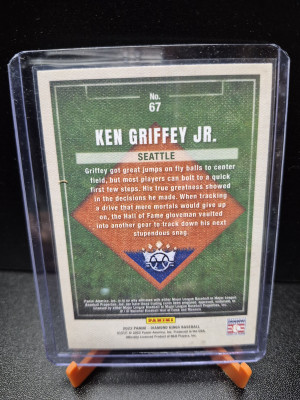 No.
67
KEN GRIFFEY JR.
SEATTLE
Griffey got great jumps on fly balls to center
field, but most players can bolt to a quick
first few steps. His true greatness showed
in the decisions he made. When tracking
a drive that mere mortals would give up
on, the Hall of Fame gloveman vaulted
into another gear to track down his next
stupendous snag.
PANINI
2023 PANINI - DIAMOND KINGS BASEBALL